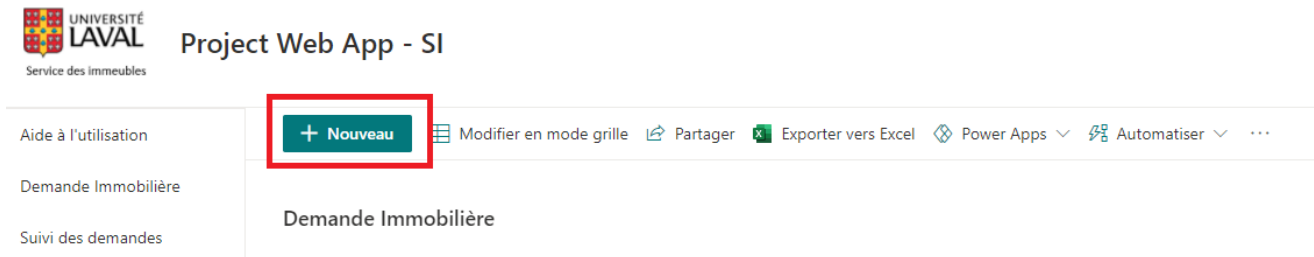 UNIVERSITÉ
LAVAL
Service des immeubles
Project Web App - SI
Aide à l'utilisation
Demande Immobilière
Suivi des demandes
+ Nouveau
Modifier en mode grille
Partager
Exporter vers Excel
Power Apps
Automatiser
...
Demande Immobilière